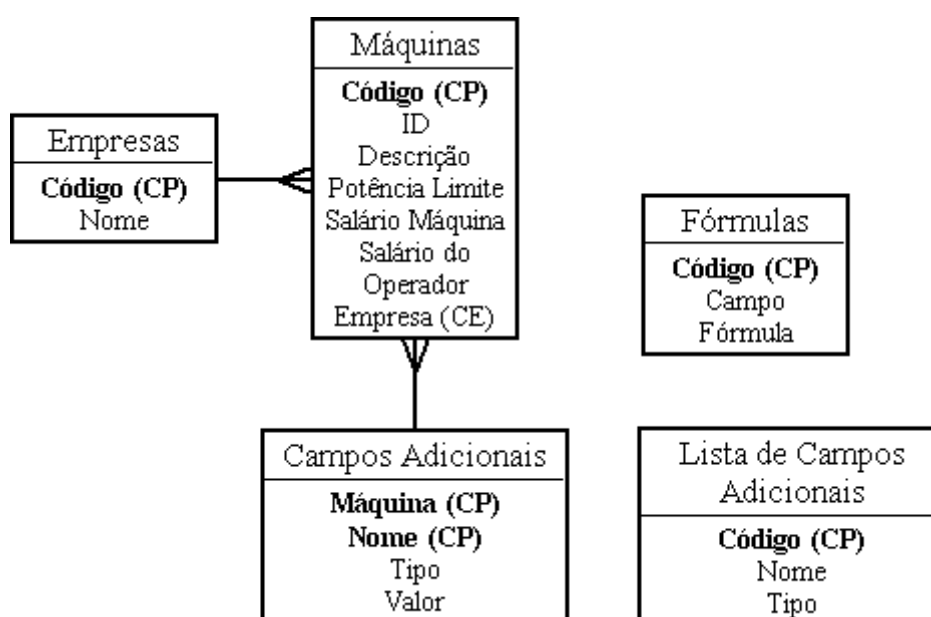 Máquinas
Código (CP)
ID
Descrição
Potência Limite
Salário Máquina
Salário do
Operador
Empresa (CE)
Empresas
Código (CP)
Nome
Fórmulas
Código (CP)
Campo
Fórmula
Campos Adicionais
Máquina (CP)
Nome (CP)
Tipo
Valor
Lista de Campos
Adicionais
Código (CP)
Nome
Tipo